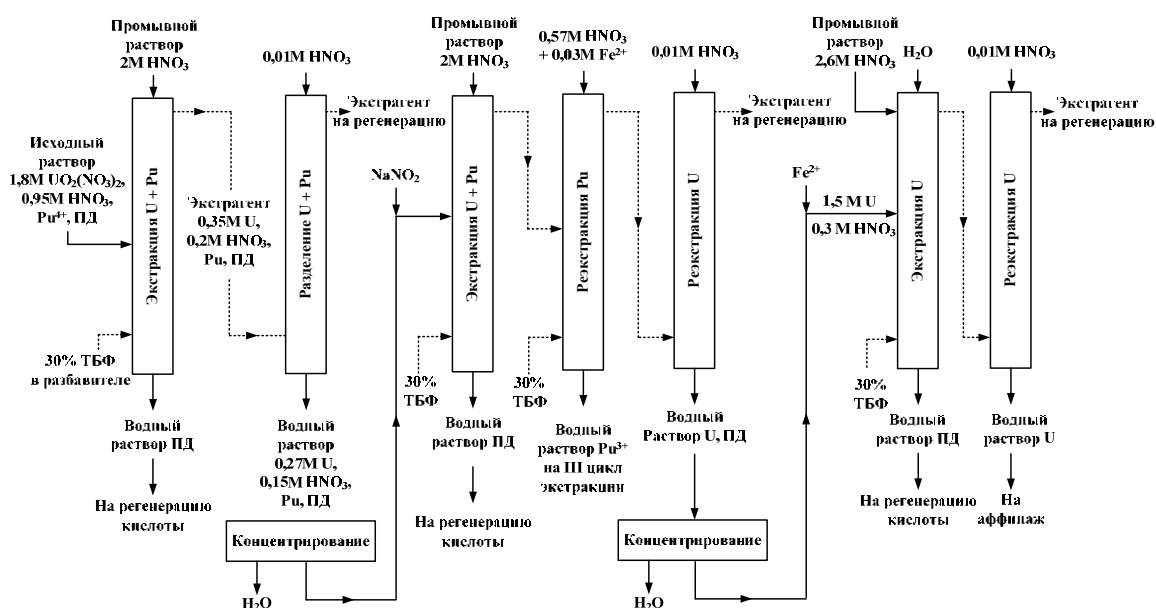 Промывной
раствор
2М HNO₃
Исходный
раствор
1,8М UO₂(NO₃)₂,
0,95М HNO₃,
Pu⁴⁺, ПД
Экстракция U + Pu
30% ТБФ
в разбавителе
Водный
раствор ПД
На регенерацию
кислоты
Экстрагент
0,35М U,
0,2М HNO₃,
Pu, ПД
0,01М HNO₃
Разделение U + Pu
Экстрагент
на регенерацию
Водный
раствор
0,27М U,
0,15М HNO₃,
Pu, ПД
Концентрирование
H₂O
NaNO₂
Промывной
раствор
2М HNO₃
Экстракция U + Pu
30%
ТБФ
Водный
раствор ПД
На регенерацию
кислоты
0,57М HNO₃
+ 0,03М Fe²⁺
Реэкстракция Pu
30%
ТБФ
Водный
раствор Pu³⁺
на III цикл
экстракции
0,01М HNO₃
Реэкстракция U
Экстрагент
на регенерацию
Водный
Раствор U, ПД
Концентрирование
H₂O
Fe²⁺
1,5 М U
0,3 М HNO₃
Промывной
раствор
2,6М HNO₃
H₂O
Экстракция U
30%
ТБФ
Водный
раствор ПД
На регенерацию
кислоты
0,01М HNO₃
Реэкстракция U
Экстрагент
на регенерацию
Водный
раствор U
На
аффинаж